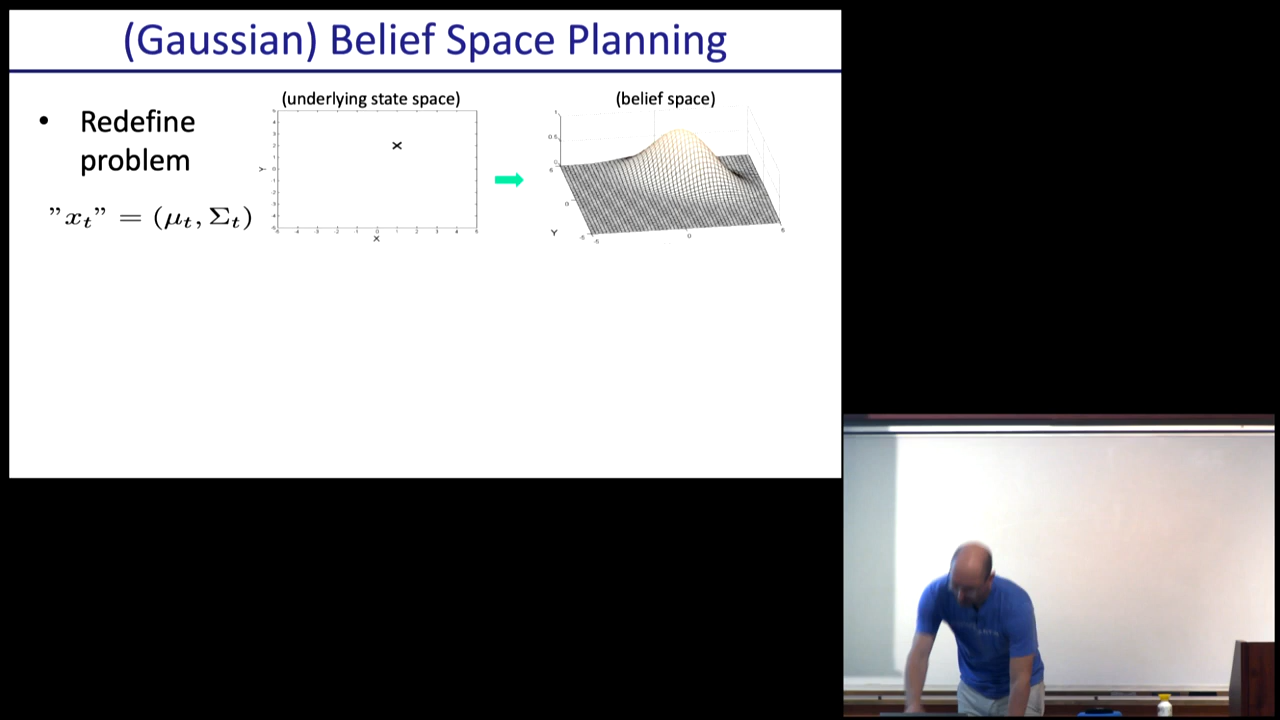 (Gaussian) Belief Space Planning
• Redefine problem
(underlying state space)
(belief space)
"x_t" = (μ_t, Σ_t)
Y
X
Y